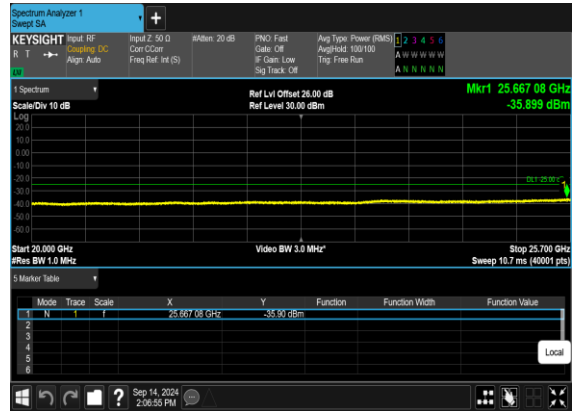 Spectrum Analyzer 1
Swept SA
+
KEYSIGHT Input: RF Input Z: 50 Ω #Atten: 20 dB PNO: Fast Avg Type: Power (RMS) 1 2 3 4 5 6
R T Coupling: DC Corr CCorr Gate: Off Avg|Hold: 100/100 A W W W W W
Align: Auto Freq Ref: Int (S) IF Gain: Low Trig: Free Run
Sig Track: Off A N N N N N
1 Spectrum Ref Lvl Offset 26.00 dB Mkr1 25.667 08 GHz
Scale/Div 10 dB Ref Level 30.00 dBm -35.899 dBm
Log
20.0
10.0
0.00
-10.0
-20.0
DL1 -25.00
1
-30.0
-40.0
-50.0
-60.0
Start 20.000 GHz Video BW 3.0 MHz* Stop 25.700 GHz
#Res BW 1.0 MHz Sweep 10.7 ms (40001 pts)
5 Marker Table
Mode Trace Scale X Y Function Function Width Function Value
1 N 1 f 25.667 08 GHz -35.90 dBm
2
3
4
5
6
Local
? Sep 14, 2024
2:06:55 PM